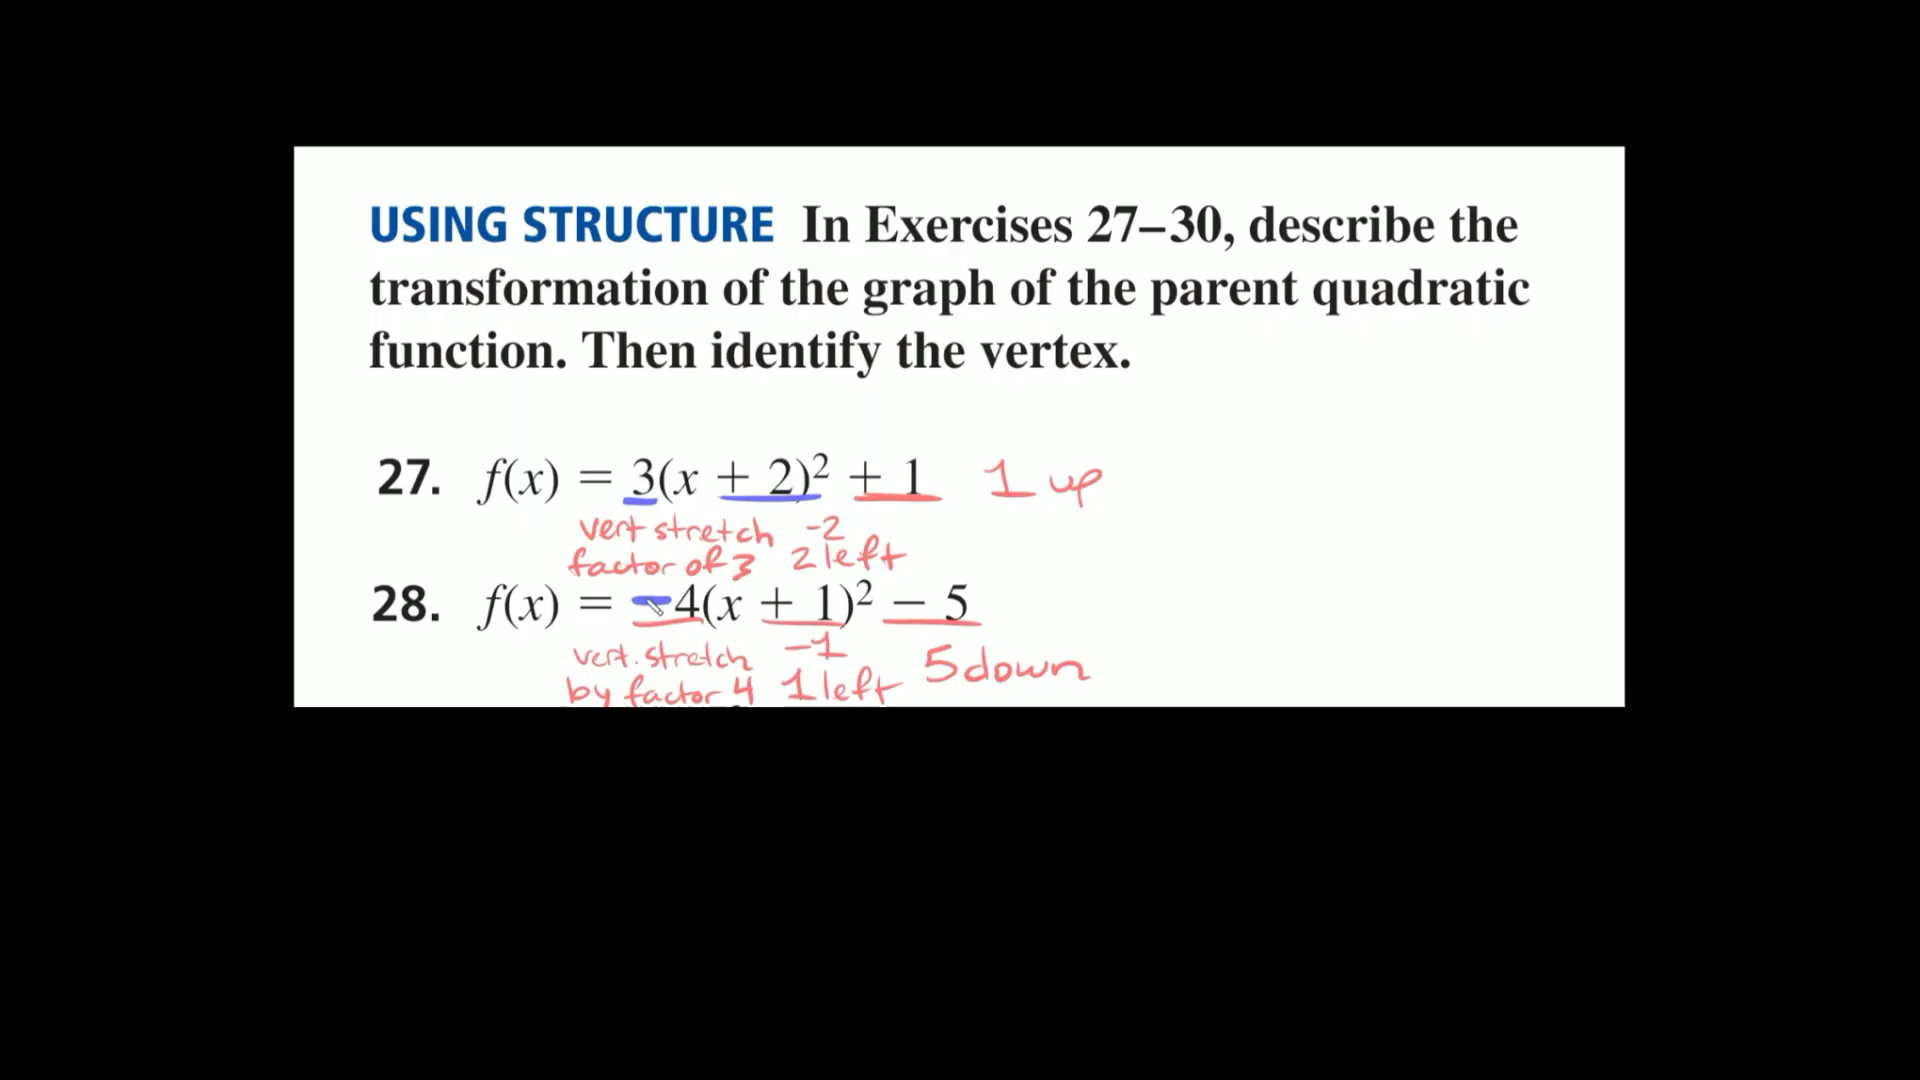 USING STRUCTURE In Exercises 27–30, describe the
transformation of the graph of the parent quadratic
function. Then identify the vertex.
27. f(x) = 3(x + 2)² + 1 1 up
vert stretch -2
factor of 3 2 left
28. f(x) = −4(x + 1)² − 5
vert. stretch -1
by factor 4 1 left 5 down